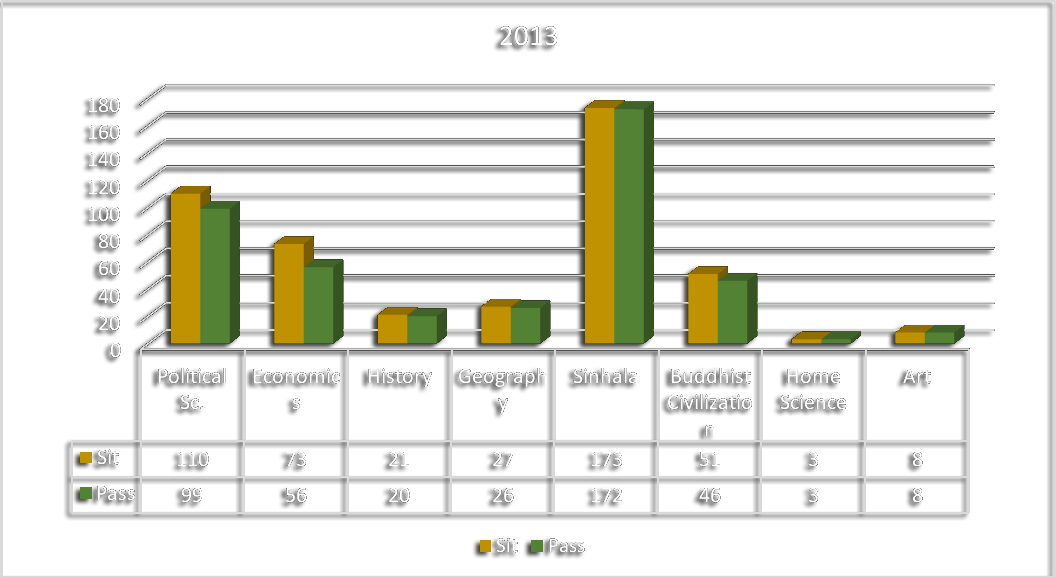 2013
180
160
140
120
100
80
60
40
20
0
Political Economic History Geograph Sinhala Buddhist Home Art
Sc. s y Civilizatio Science
n
Sit 110 73 21 27 173 51 3 8
Pass 99 56 20 26 172 46 3 8
Sit Pass